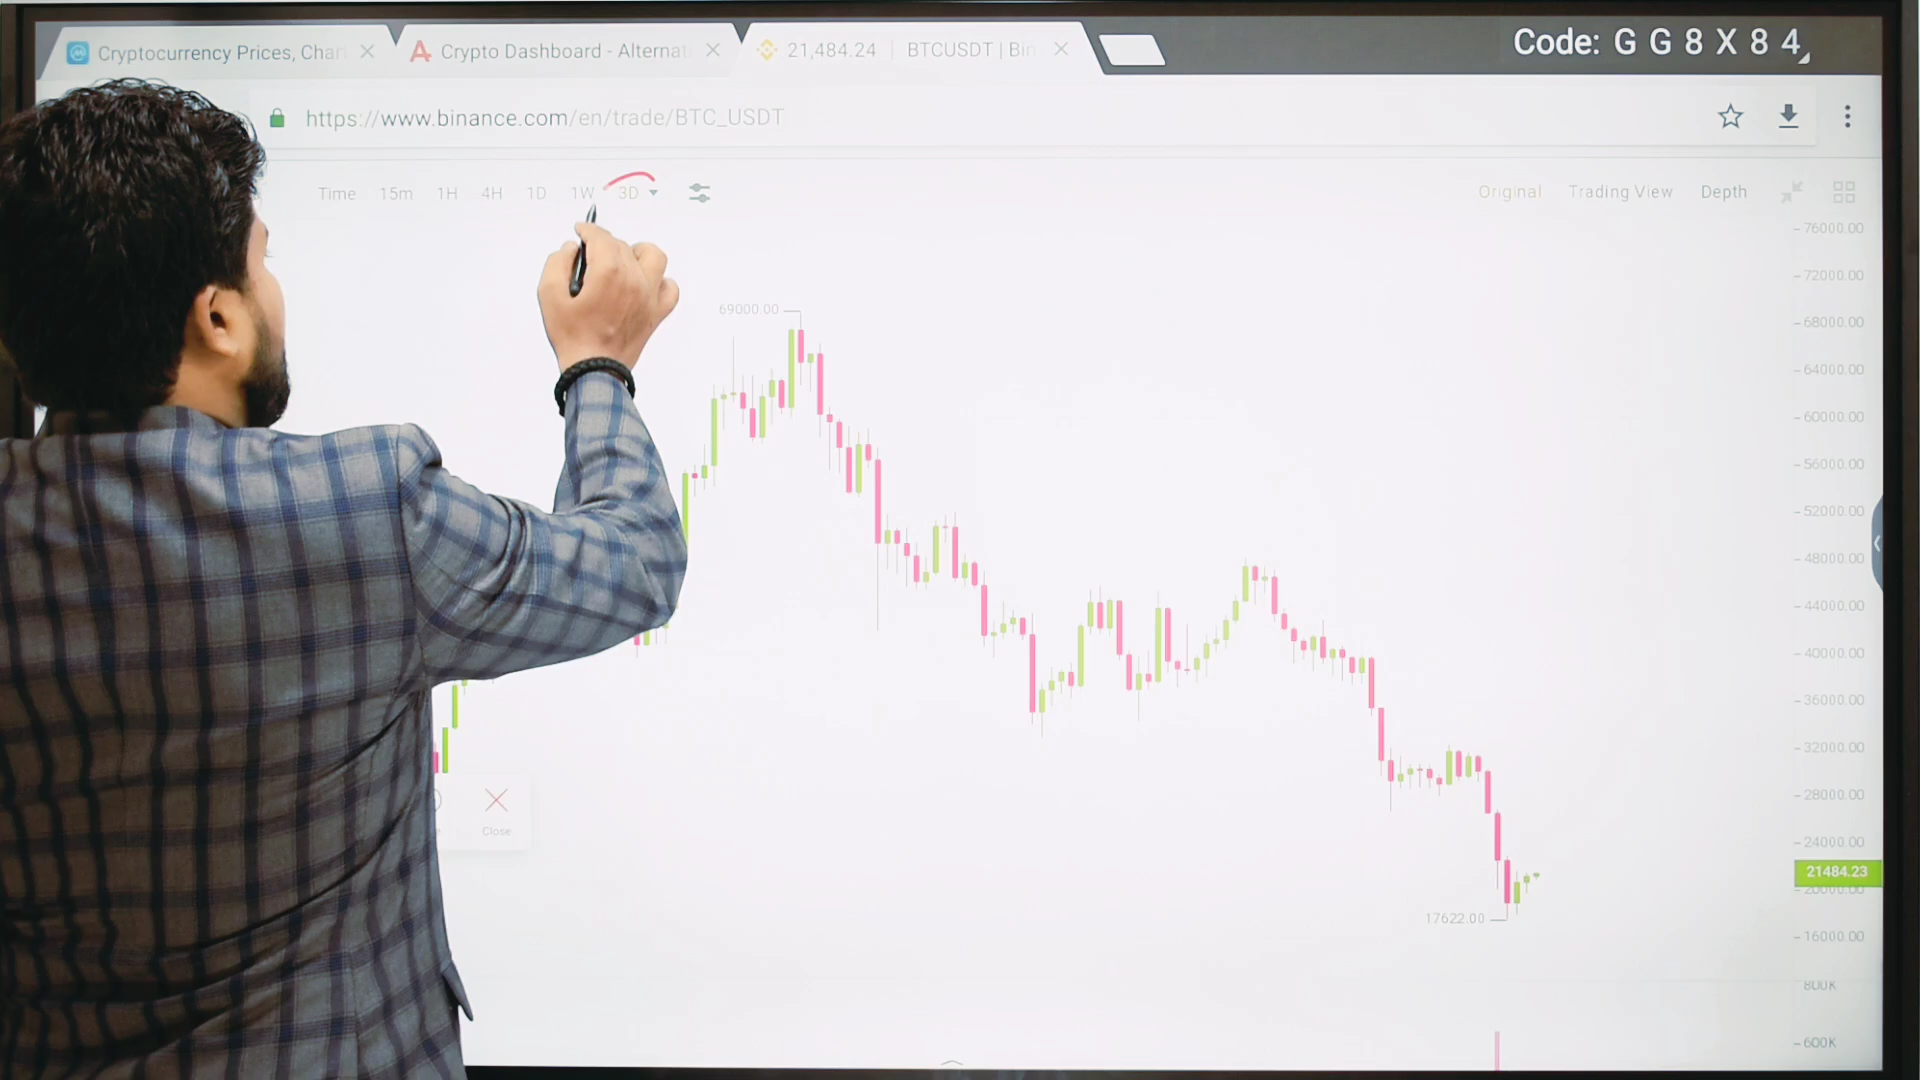 Cryptocurrency Prices, Char
Crypto Dashboard - Alternati
21,484.24 | BTCUSDT | Bin
Code: G G 8 X 8 4
https://www.binance.com/en/trade/BTC_USDT
Time 15m 1H 4H 1D 1W 3D
Original Trading View Depth
76000.00
72000.00
69000.00
68000.00
64000.00
60000.00
56000.00
52000.00
48000.00
44000.00
40000.00
36000.00
32000.00
28000.00
Close
24000.00
21484.23
20000.00
17622.00
16000.00
800K
600K